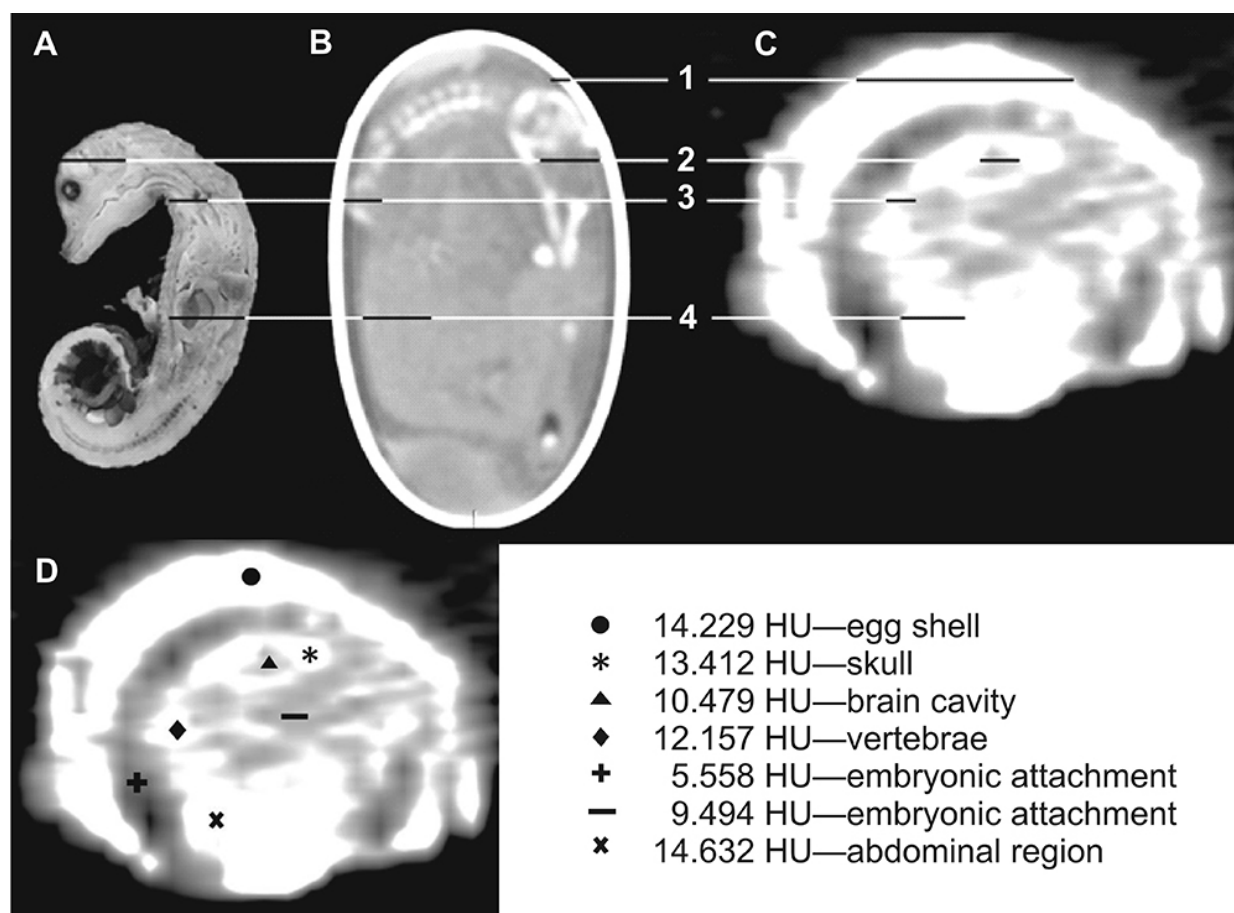 A
B
C
1
2
3
4
D
14.229 HU—egg shell
13.412 HU—skull
10.479 HU—brain cavity
12.157 HU—vertebrae
5.558 HU—embryonic attachment
9.494 HU—embryonic attachment
14.632 HU—abdominal region